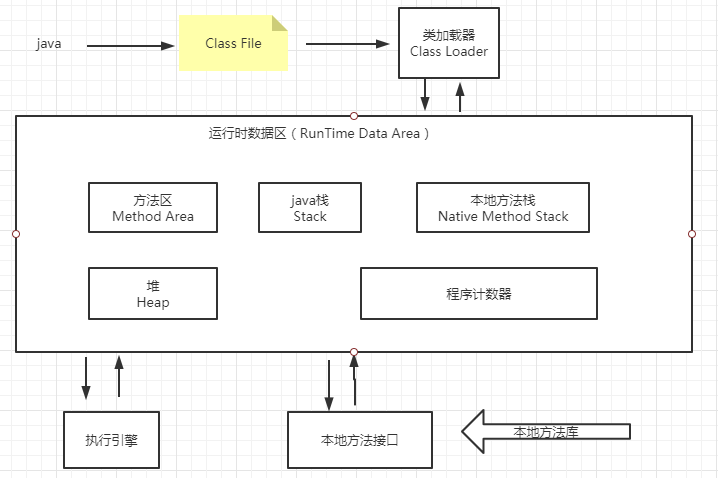 java
Class File
类加载器
Class Loader
运行时数据区（RunTime Data Area）
方法区
Method Area
java栈
Stack
本地方法栈
Native Method Stack
堆
Heap
程序计数器
执行引擎
本地方法接口
本地方法库